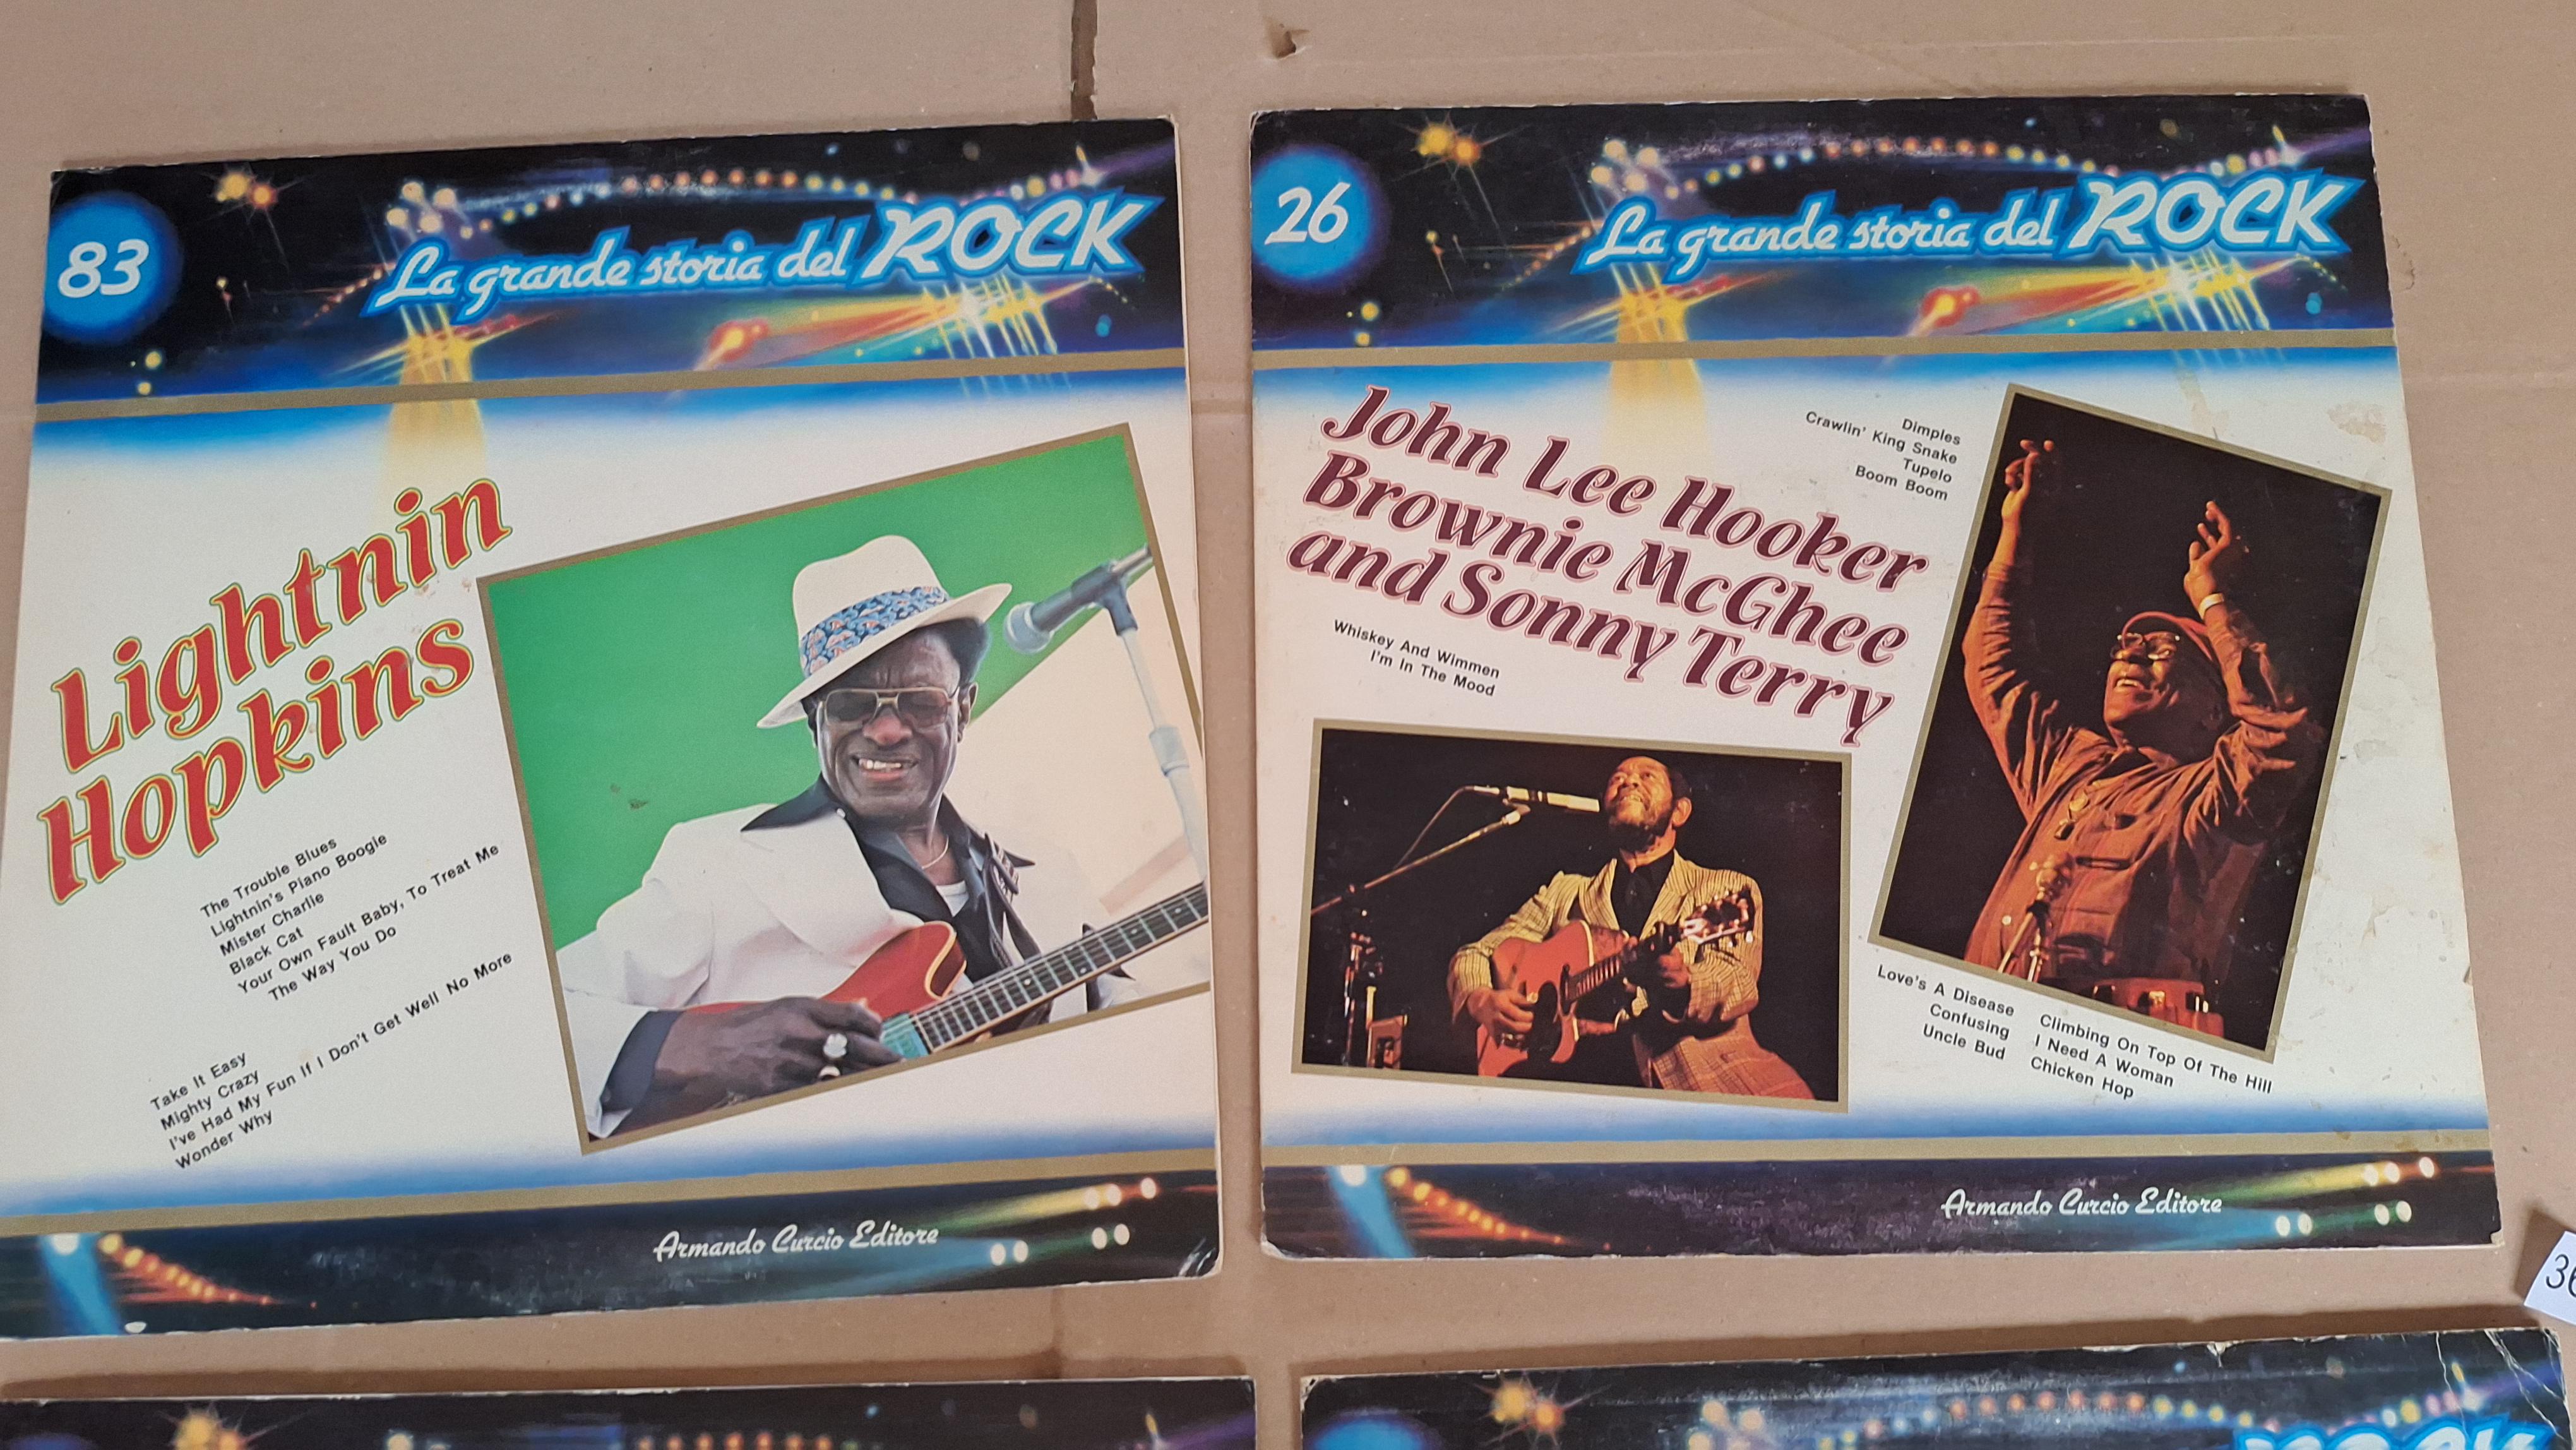 83
La grande storia del ROCK
Lightnin
Hopkins
The Trouble Blues
Lightnin's Piano Boogie
Mister Charlie
Black Cat
Your Own Fault Baby, To Treat Me
The Way You Do
Take It Easy
Mighty Crazy
I've Had My Fun If I Don't Get Well No More
Wonder Why
Armando Curcio Editore
26
La grande storia del ROCK
Dimples
Crawlin' King Snake
Tupelo
Boom Boom
John Lee Hooker
Brownie McGhee
and Sonny Terry
Whiskey And Wimmen
I'm In The Mood
Love's A Disease
Confusing
Uncle Bud
Climbing On Top Of The Hill
I Need A Woman
Chicken Hop
Armando Curcio Editore
ROCK